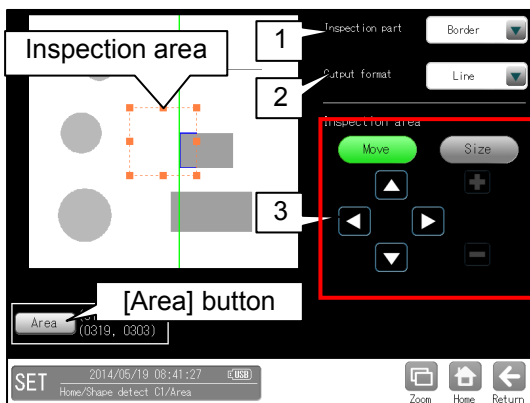 Inspection area
1
Inspection part
Border
2
Output format
Line
Inspection area
Move
Size
3
[Area] button
Area
(0319, 0303)
SET
2014/05/19 08:41:27
USB
Home/Shape detect C1/Area
Zoom
Home
Return